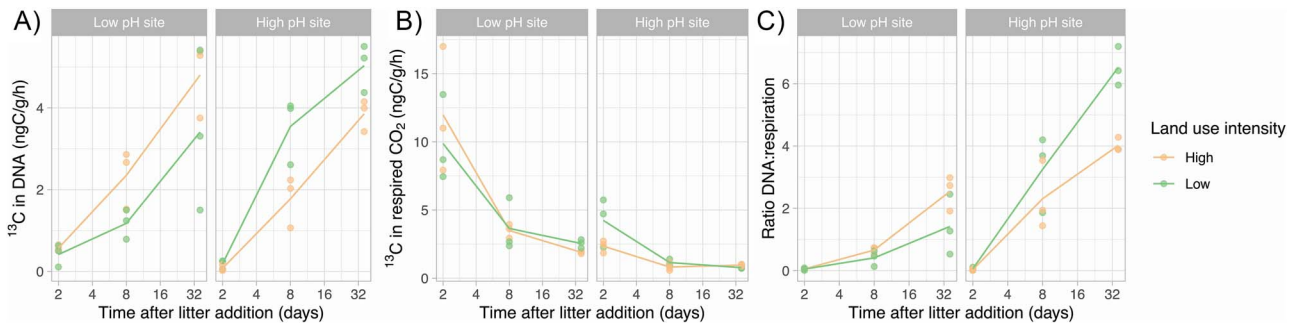 A)
Low pH site
High pH site
¹³C in DNA (ngC/g/h)
4
2
0
2 4 8 16 32
2 4 8 16 32
Time after litter addition (days)
B)
Low pH site
High pH site
¹³C in respired CO₂ (ngC/g/h)
15
10
5
0
2 4 8 16 32
2 4 8 16 32
Time after litter addition (days)
C)
Low pH site
High pH site
Ratio DNA:respiration
6
4
2
0
2 4 8 16 32
2 4 8 16 32
Time after litter addition (days)
Land use intensity
High
Low